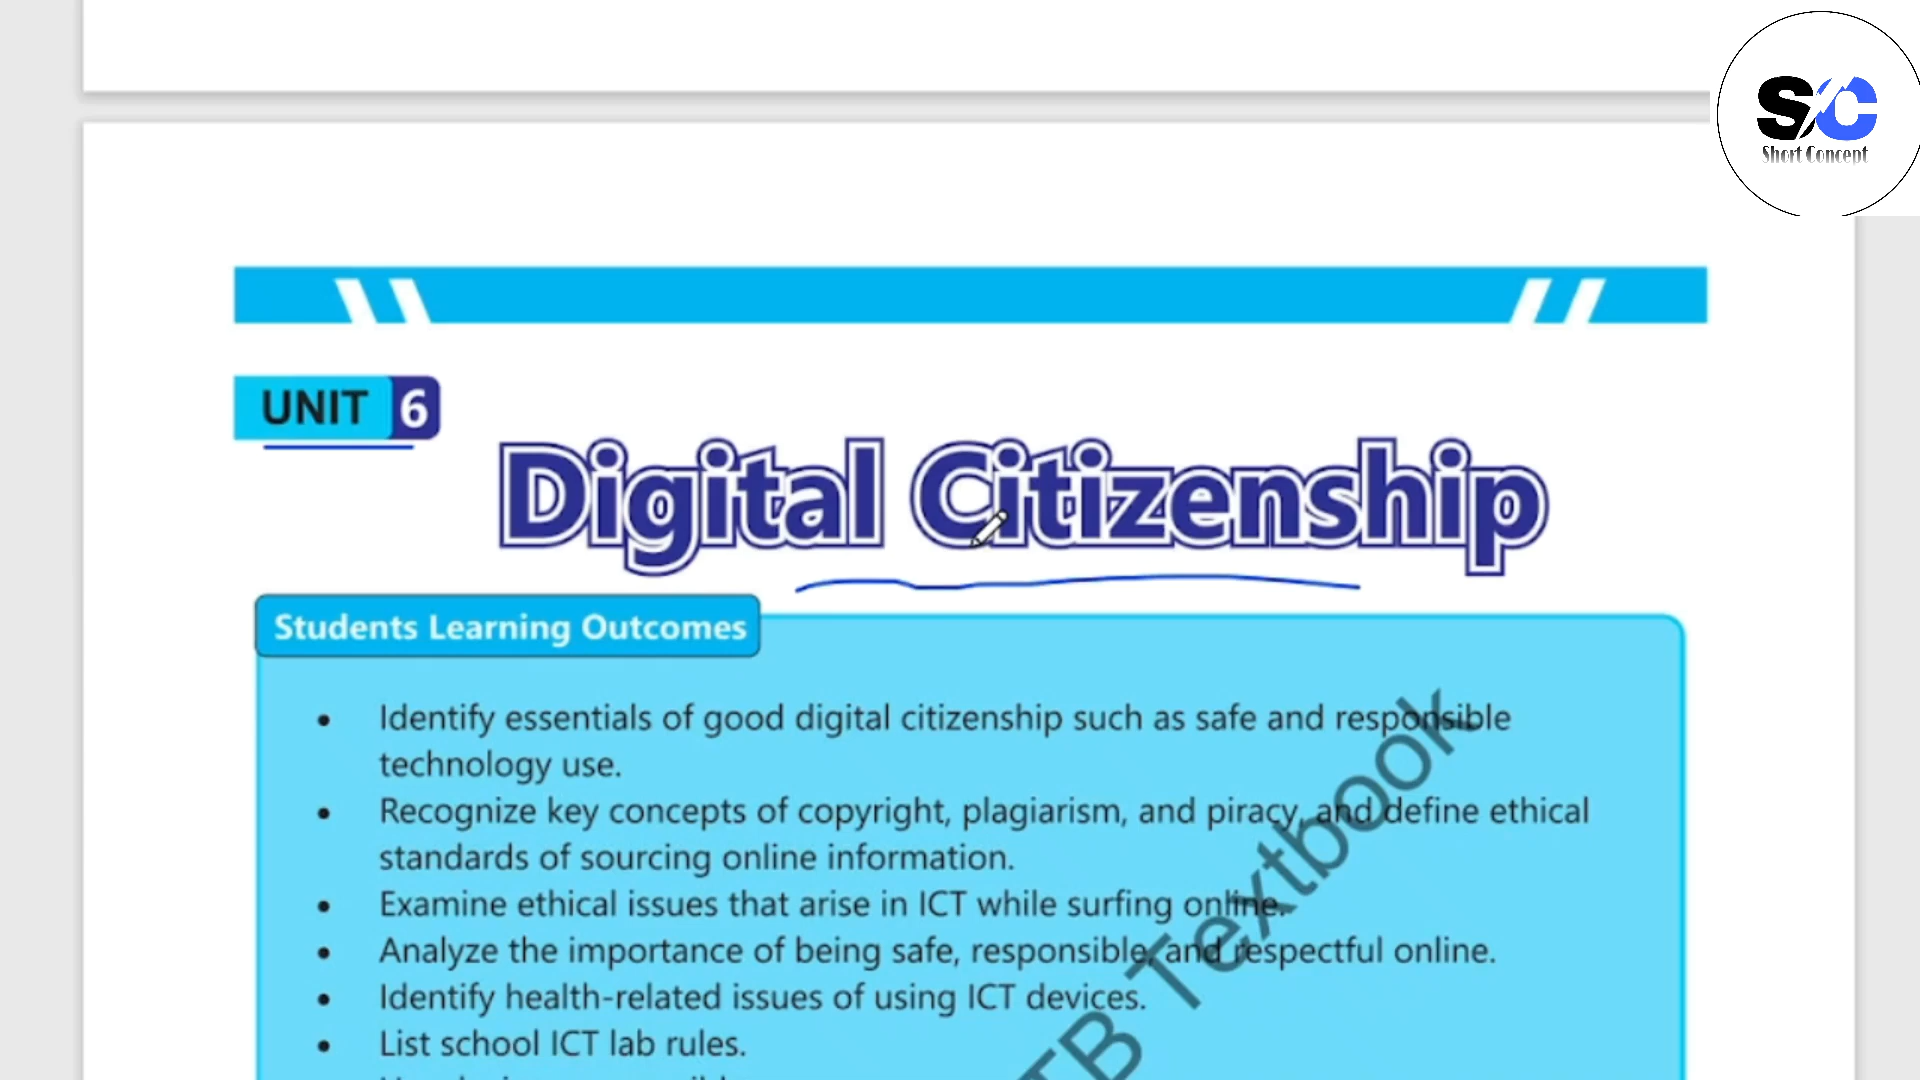 SC
Short Concept
UNIT 6
Digital Citizenship
Students Learning Outcomes
• Identify essentials of good digital citizenship such as safe and responsible
technology use.
• Recognize key concepts of copyright, plagiarism, and piracy, and define ethical
standards of sourcing online information.
• Examine ethical issues that arise in ICT while surfing online.
• Analyze the importance of being safe, responsible, and respectful online.
• Identify health-related issues of using ICT devices.
• List school ICT lab rules.
TB Textbook